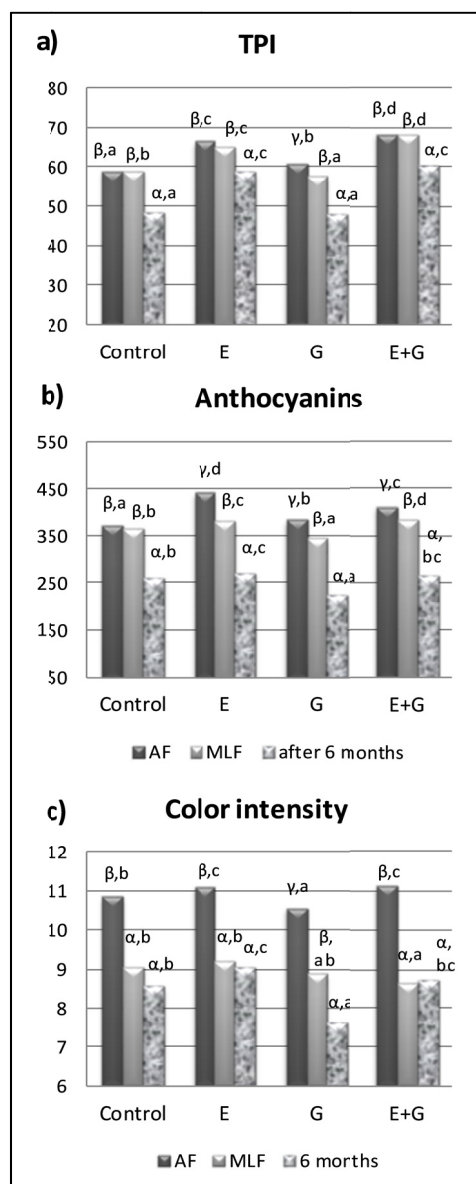 a) TPI
80
70
60
50
40
30
20
β,a β,b α,a
β,c β,c α,c
γ,b β,a α,a
β,d β,d α,c
Control E G E+G
b) Anthocyanins
550
450
350
250
150
50
β,a β,b α,b
γ,d β,c α,c
γ,b β,a α,a
γ,c β,d α,
bc
Control E G E+G
AF MLF after 6 months
c) Color intensity
12
11
10
9
8
7
6
β,b α,b α,b
β,c α,b α,c
γ,a β,
ab
α,a
β,c α,a α,
bc
Control E G E+G
AF MLF 6 months